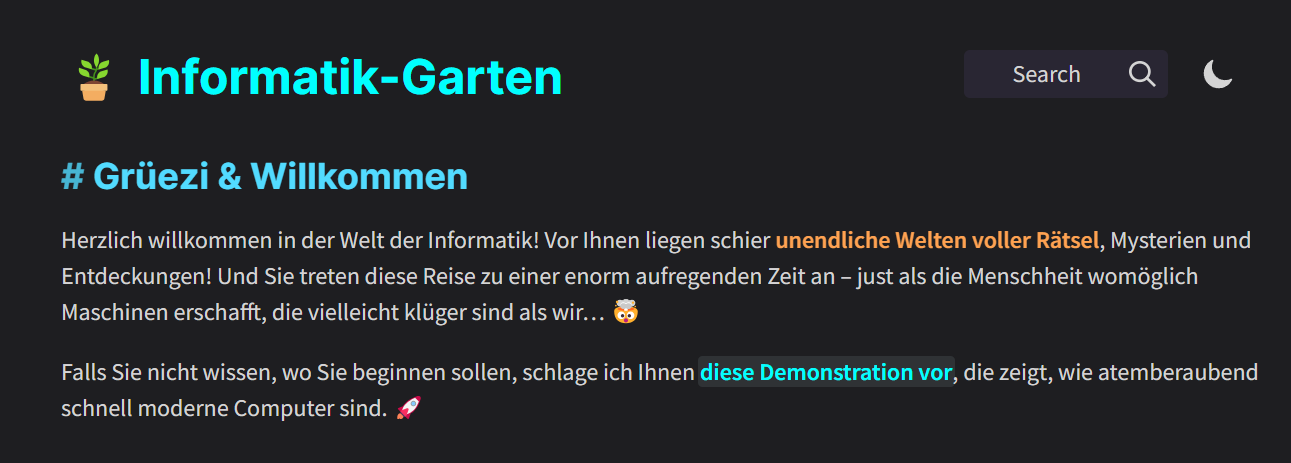 Informatik-Garten
Search
# Grüezi & Willkommen
Herzlich willkommen in der Welt der Informatik! Vor Ihnen liegen schier unendliche Welten voller Rätsel, Mysterien und
Entdeckungen! Und Sie treten diese Reise zu einer enorm aufregenden Zeit an – just als die Menschheit womöglich
Maschinen erschafft, die vielleicht klüger sind als wir… 🤯
Falls Sie nicht wissen, wo Sie beginnen sollen, schlage ich Ihnen diese Demonstration vor, die zeigt, wie atemberaubend
schnell moderne Computer sind. 🚀